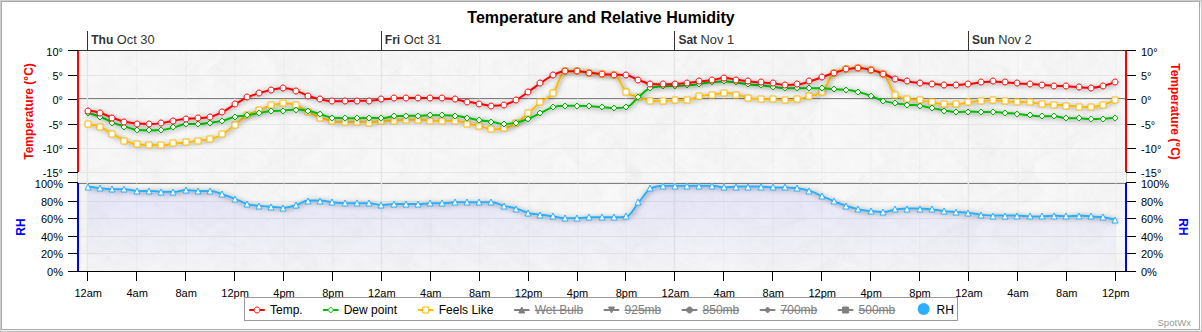 Temperature and Relative Humidity
Thu Oct 30 Fri Oct 31 Sat Nov 1 Sun Nov 2
Temperature (°C)
10° 10°
5° 5°
0° 0°
-5° -5°
-10° -10°
-15° -15°
Temperature (°C)
RH
100% 100%
80% 80%
60% 60%
40% 40%
20% 20%
0% 0%
RH
12am 4am 8am 12pm 4pm 8pm 12am 4am 8am 12pm 4pm 8pm 12am 4am 8am 12pm 4pm 8pm 12am 4am 8am 12pm
Temp. Dew point Feels Like Wet Bulb 925mb 850mb 700mb 500mb RH
SpotWx